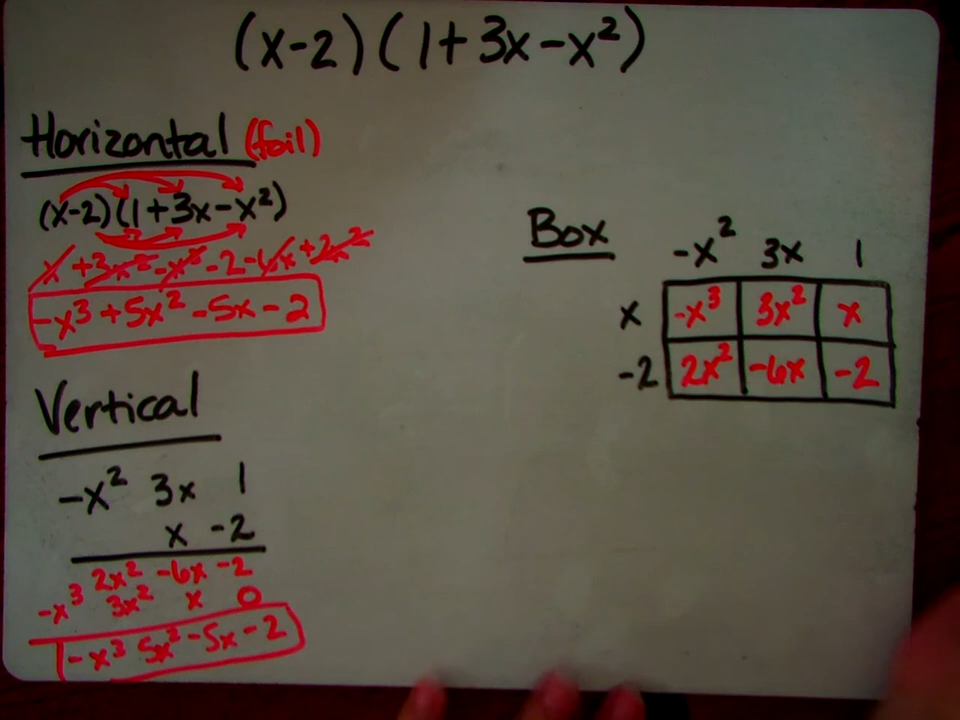 (x-2)(1+3x-x²)
Horizontal (foil)
(x-2)(1+3x-x²)
x+3x²-x³-2-6x+2x²
-x³+5x²-5x-2
Vertical
-x² 3x 1
x -2
2x² -6x -2
-x³ 3x² x 0
-x³ 5x²-5x-2
Box
-x² 3x 1
x -x³ 3x² x
-2 2x² -6x -2